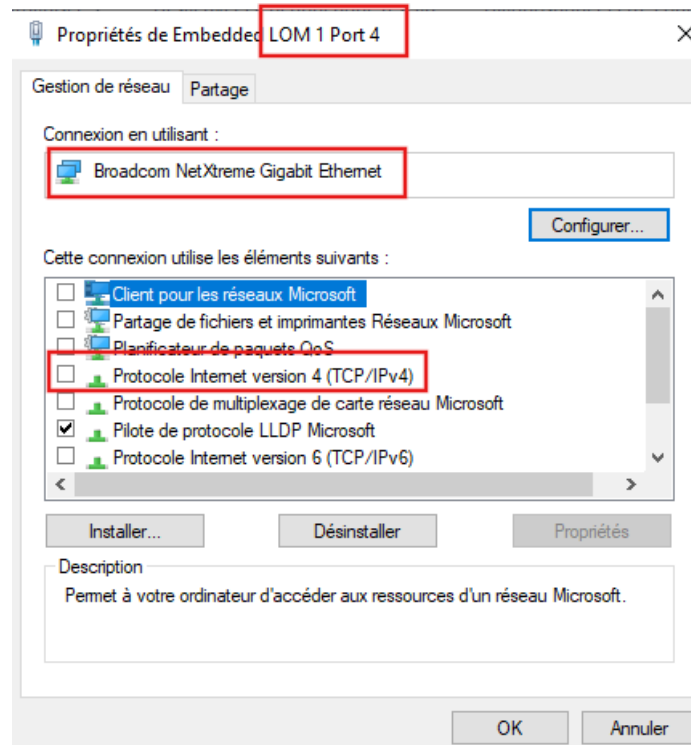 Propriétés de Embedded LOM 1 Port 4
Gestion de réseau Partage
Connexion en utilisant :
Broadcom NetXtreme Gigabit Ethernet
Configurer...
Cette connexion utilise les éléments suivants :
Client pour les réseaux Microsoft
Partage de fichiers et imprimantes Réseaux Microsoft
Planificateur de paquets QoS
Protocole Internet version 4 (TCP/IPv4)
Protocole de multiplexage de carte réseau Microsoft
Pilote de protocole LLDP Microsoft
Protocole Internet version 6 (TCP/IPv6)
Installer... Désinstaller Propriétés
Description
Permet à votre ordinateur d'accéder aux ressources d'un réseau Microsoft.
OK Annuler